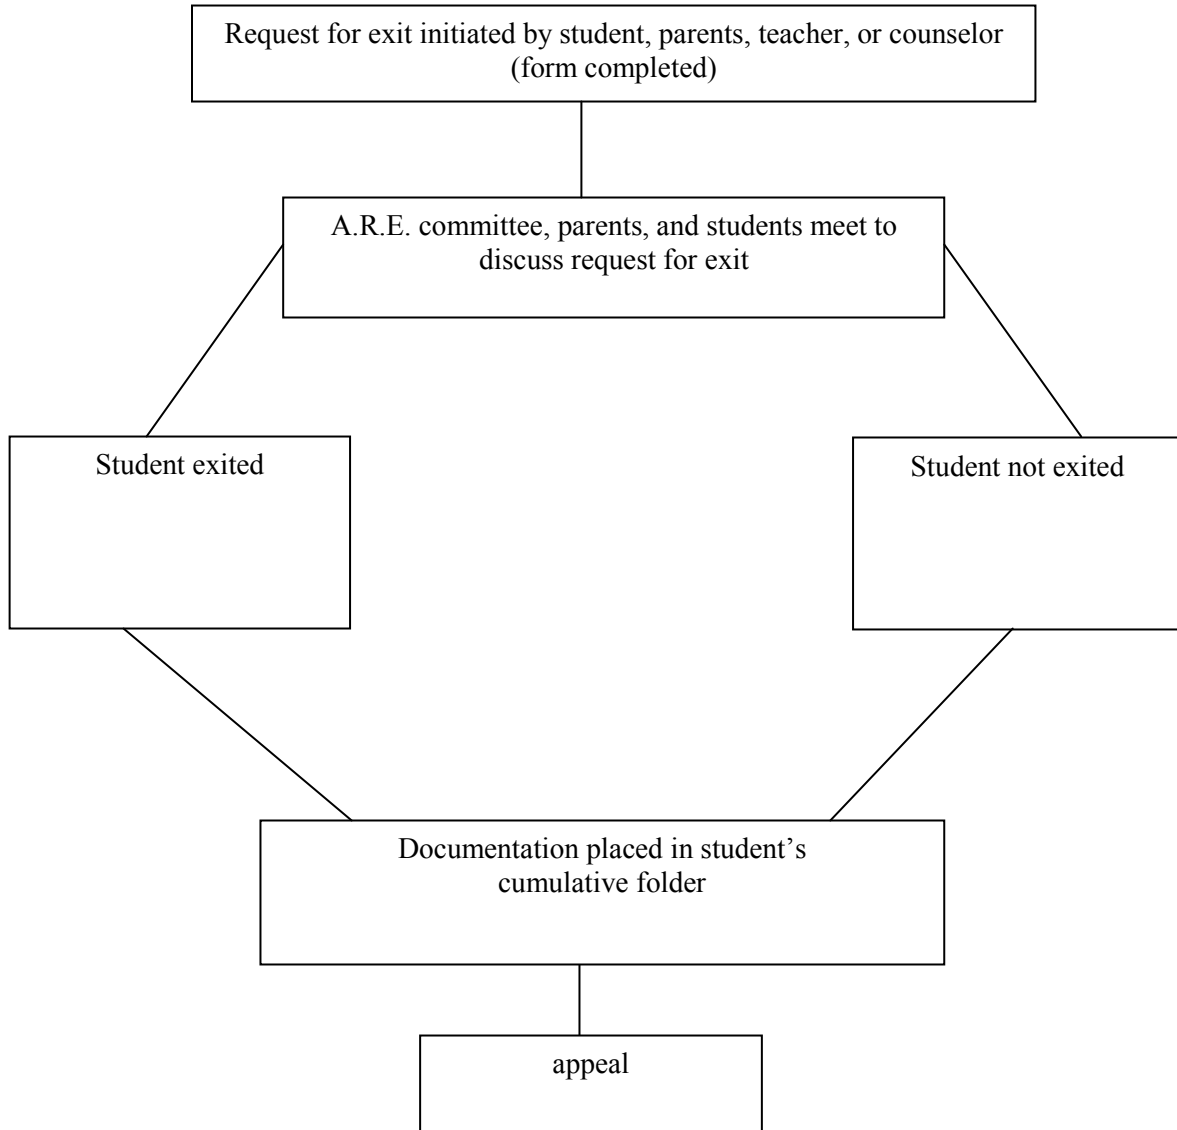 Request for exit initiated by student, parents, teacher, or counselor
(form completed)
A.R.E. committee, parents, and students meet to
discuss request for exit
Student exited
Student not exited
Documentation placed in student’s
cumulative folder
appeal